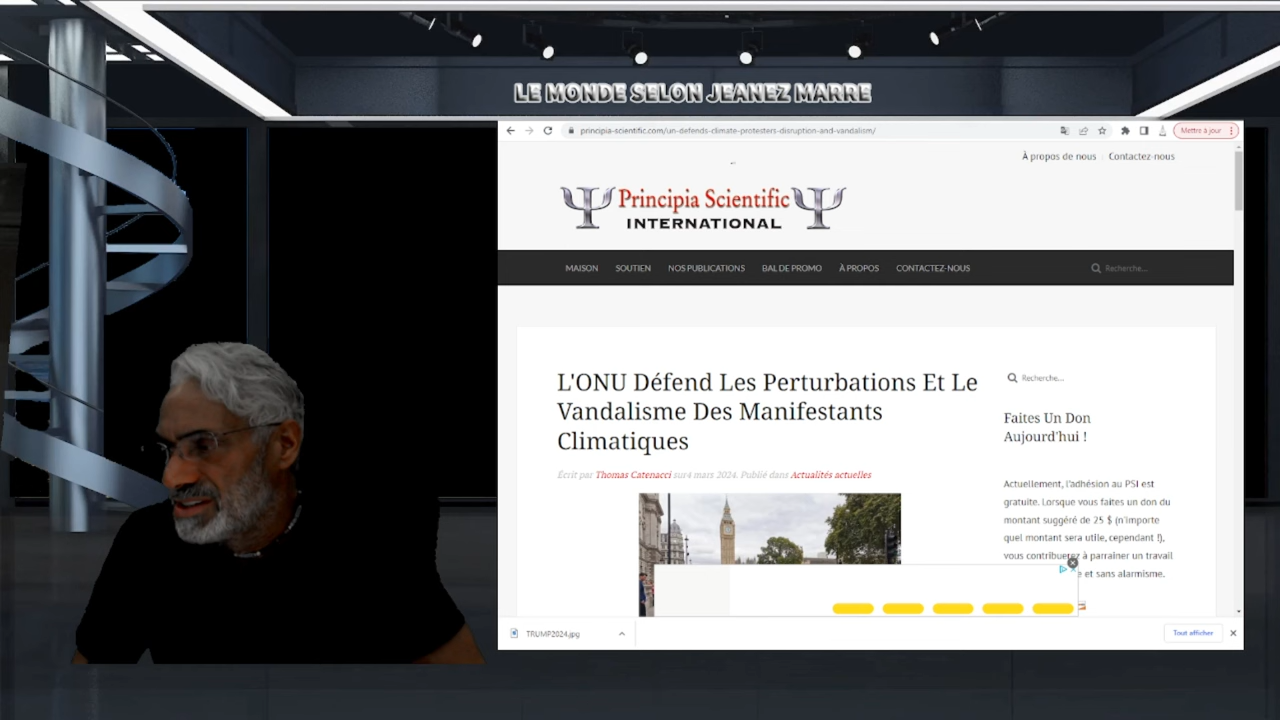 LE MONDE SELON JEANEZ MARRE
principia-scientific.com/un-defends-climate-protesters-disruption-and-vandalism/
Mettre à jour
À propos de nous
Contactez-nous
Principia Scientific
INTERNATIONAL
MAISON SOUTIEN NOS PUBLICATIONS BAL DE PROMO À PROPOS CONTACTEZ-NOUS
Recherche...
L'ONU Défend Les Perturbations Et Le
Vandalisme Des Manifestants
Climatiques
Écrit par Thomas Catenacci sur4 mars 2024. Publié dans Actualités actuelles
Recherche...
Faites Un Don
Aujourd'hui !
Actuellement, l'adhésion au PSI est
gratuite. Lorsque vous faites un don du
montant suggéré de 25 $ (n'importe
quel montant sera utile, cependant !),
vous contribuerez à parrainer un travail
e et sans alarmisme.
TRUMP2024.jpg
Tout afficher